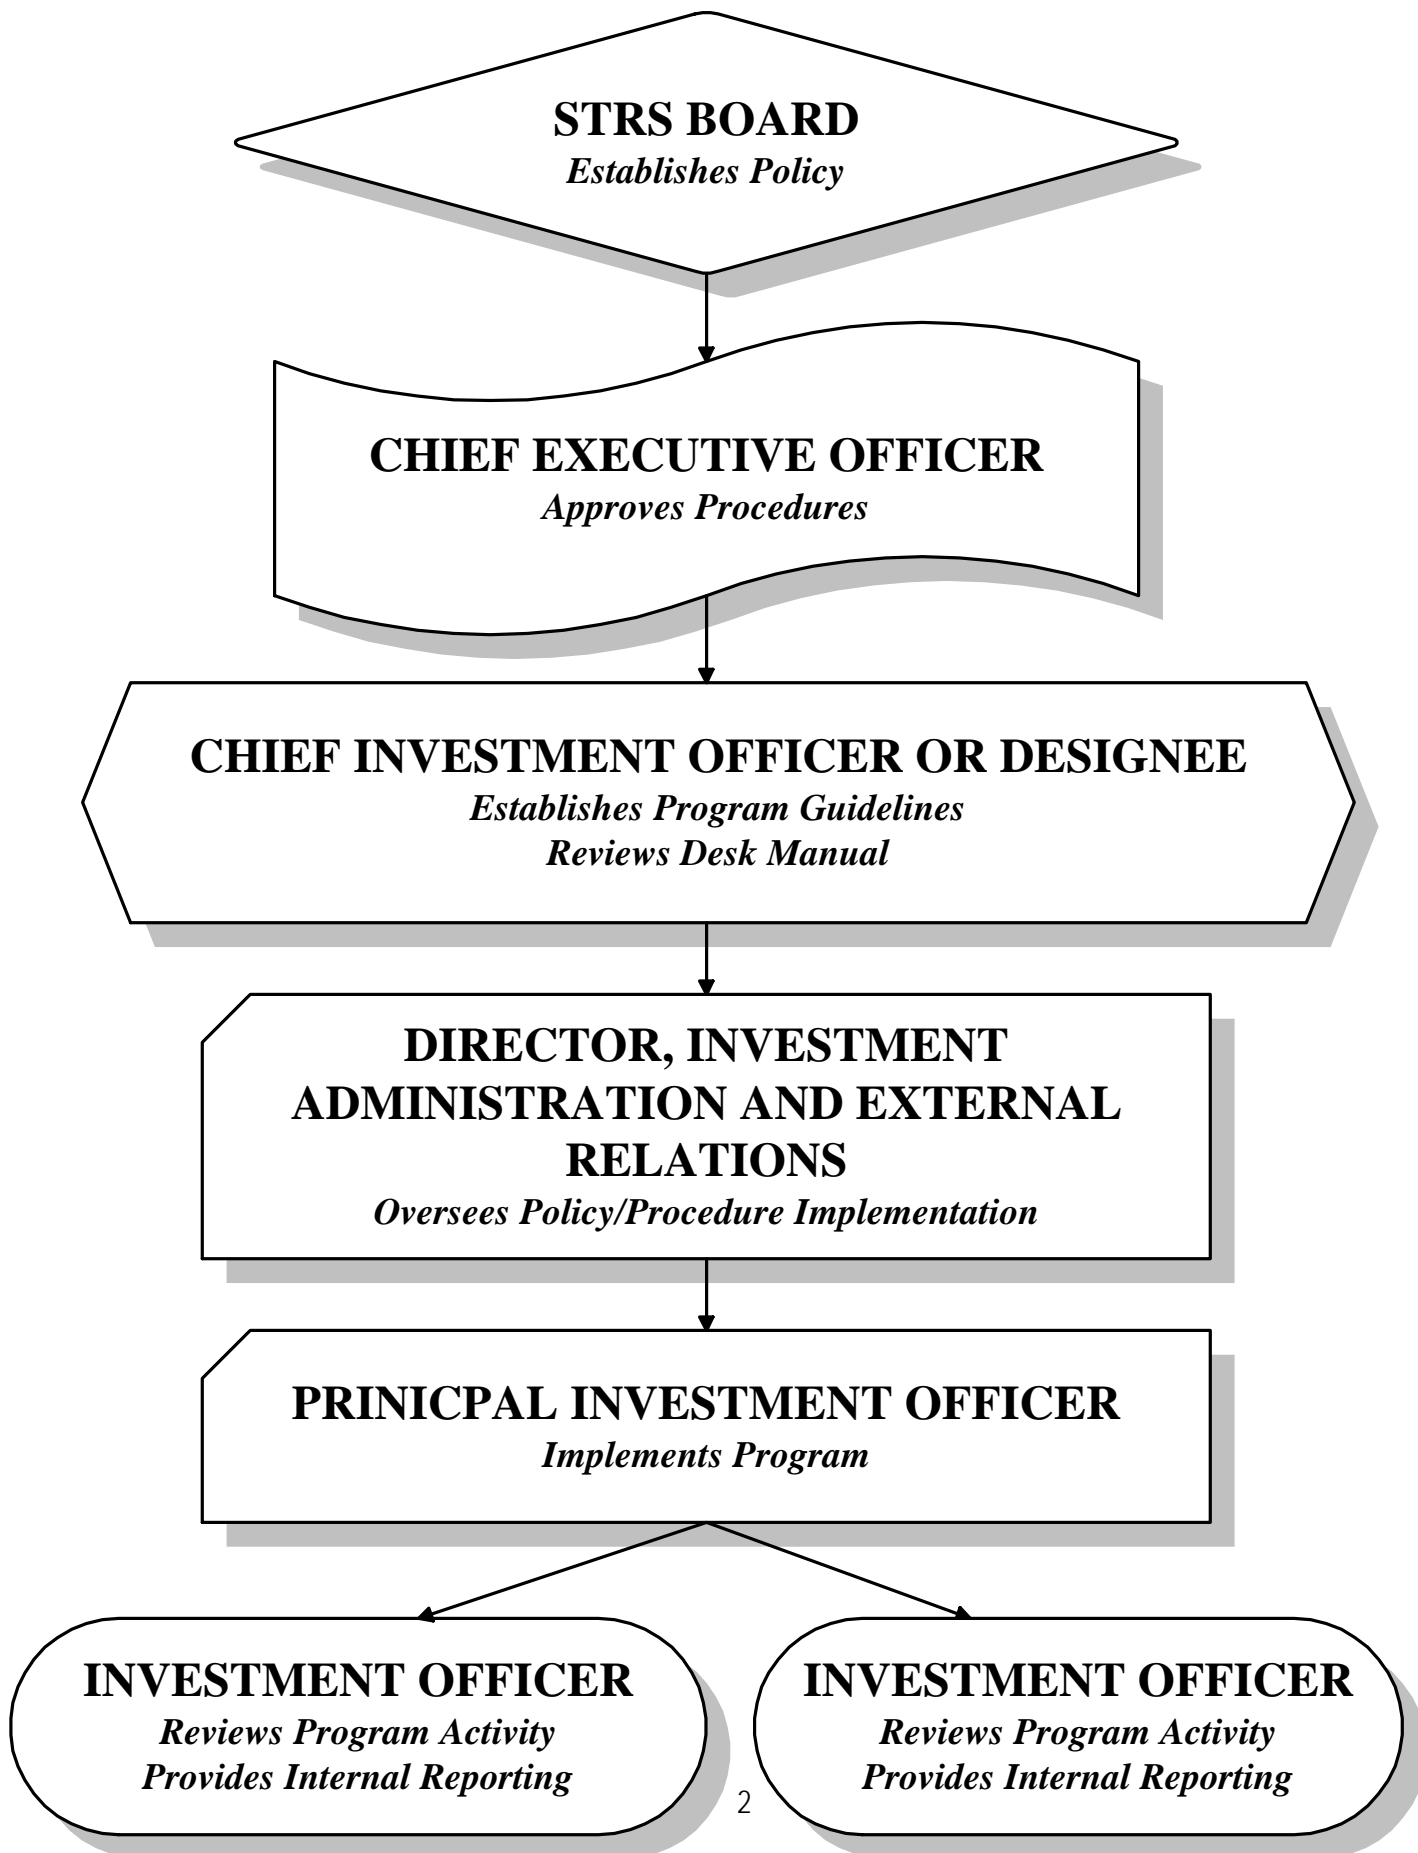 STRS BOARD
Establishes Policy
CHIEF EXECUTIVE OFFICER
Approves Procedures
CHIEF INVESTMENT OFFICER OR DESIGNEE
Establishes Program Guidelines
Reviews Desk Manual
DIRECTOR, INVESTMENT
ADMINISTRATION AND EXTERNAL
RELATIONS
Oversees Policy/Procedure Implementation
PRINICPAL INVESTMENT OFFICER
Implements Program
INVESTMENT OFFICER
Reviews Program Activity
Provides Internal Reporting
INVESTMENT OFFICER
Reviews Program Activity
Provides Internal Reporting
2